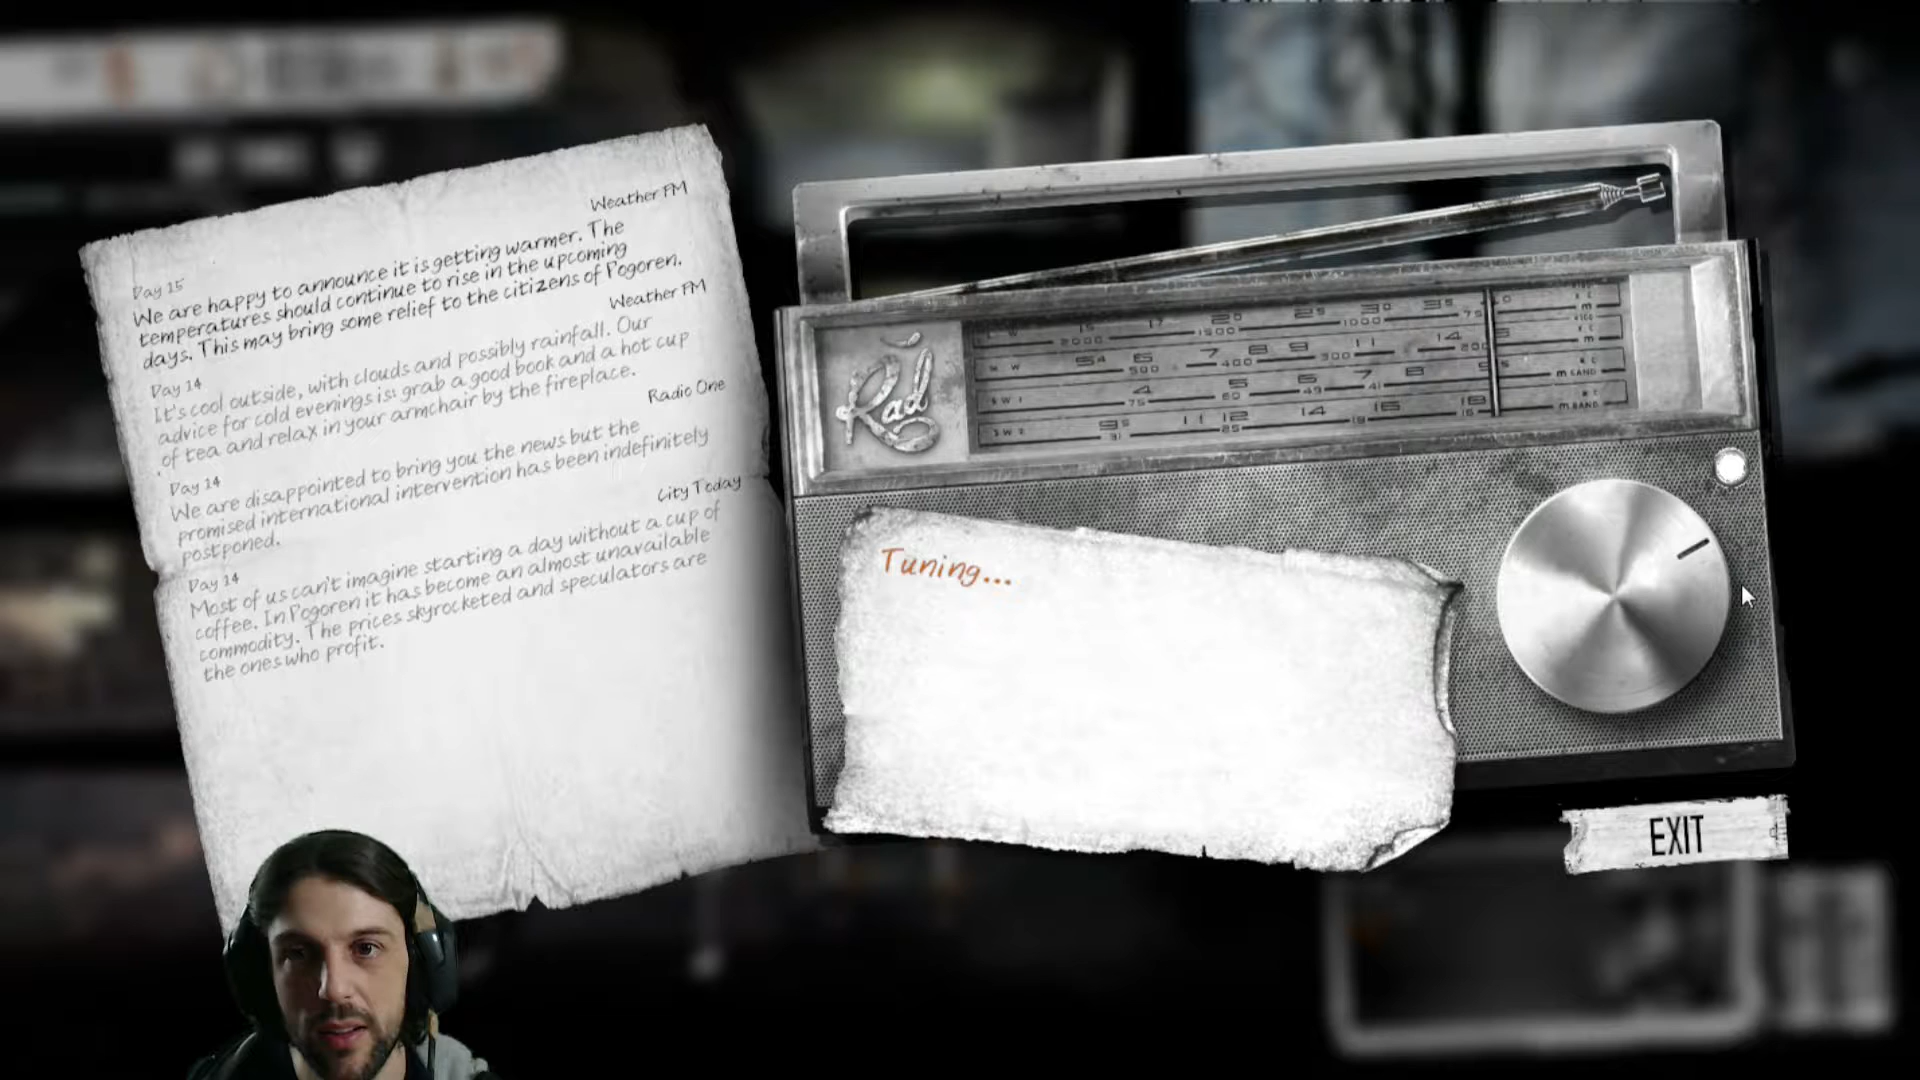 Weather FM
Day 15
We are happy to announce it is getting warmer. The
temperatures should continue to rise in the upcoming
days. This may bring some relief to the citizens of Pogoren.
Weather FM
Day 14
It's cool outside, with clouds and possibly rainfall. Our
advice for cold evenings is: grab a good book and a hot cup
of tea and relax in your armchair by the fireplace.
Radio One
Day 14
We are disappointed to bring you the news but the
promised international intervention has been indefinitely
postponed.
City Today
Day 14
Most of us can't imagine starting a day without a cup of
coffee. In Pogoren it has become an almost unavailable
commodity. The prices skyrocketed and speculators are
the ones who profit.
Rad
Tuning...
EXIT